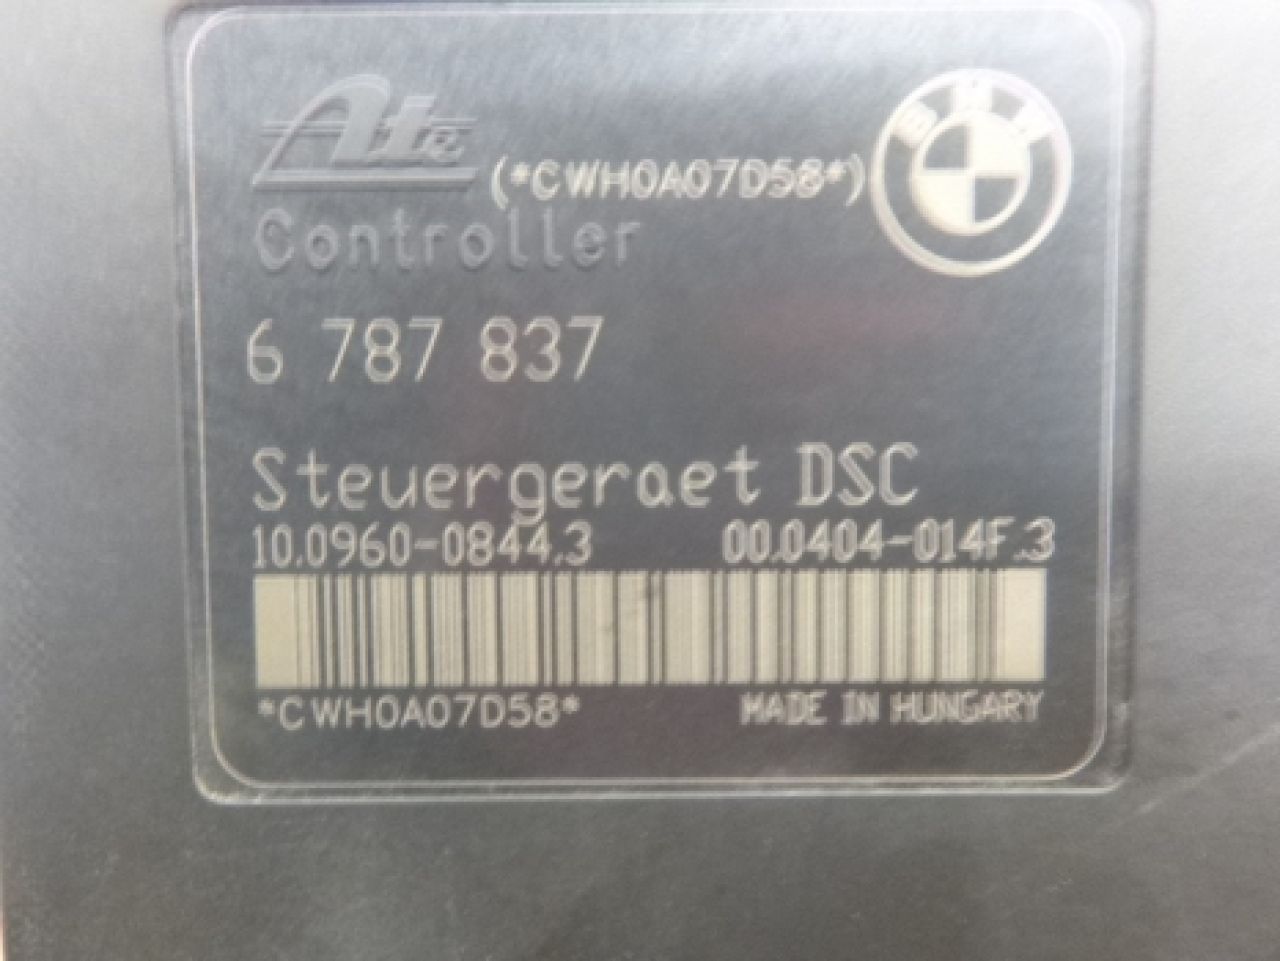 Ate (*CWH0A07D58*) BMW
Controller
6 787 837
Steuergeraet DSC
10.0960-0844.3 00.0404-014F.3
*CWH0A07D58* MADE IN HUNGARY